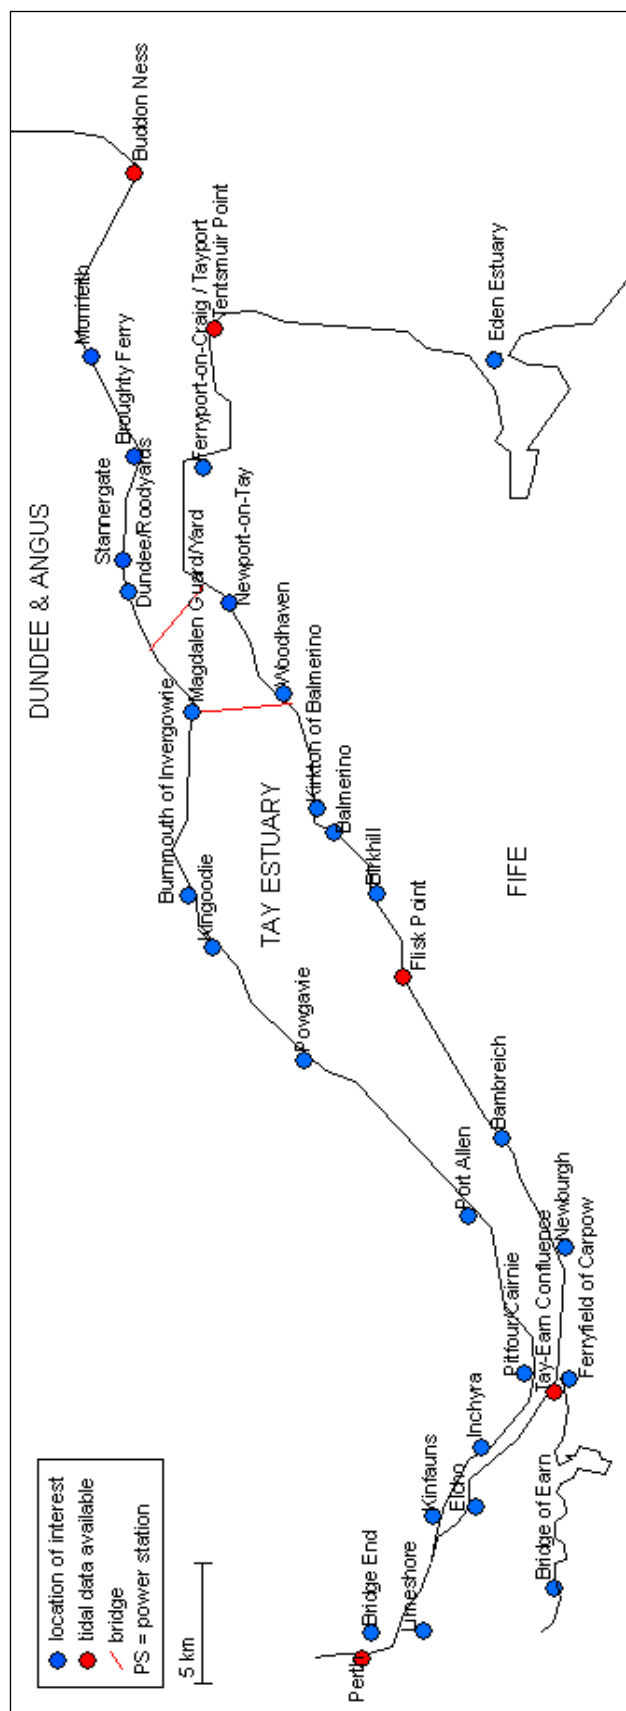 DUNDEE & ANGUS
Buddon Ness
Monifieth
Broughty Ferry
Stannergate
Dundee/Roodyards
Ferryport-on-Craig / Tayport
Tentsmuir Point
Magdalen Guard/Yard
Newport-on-Tay
Eden Estuary
Woodhaven
Burnmouth of Invergowrie
Kingoodie
TAY ESTUARY
Kirkton of Balmerino
Balmerino
Birkhill
FIFE
Flisk Point
Powgavie
Bambreich
Port Allen
Newburgh
Pitfour/Cairnie
Tay-Earn Confluence
Ferryfield of Carpow
Inchyra
Elcho
Kinfauns
Bridge of Earn
Limeshore
Bridge End
Perth
location of interest
tidal data available
bridge
PS = power station
5 km